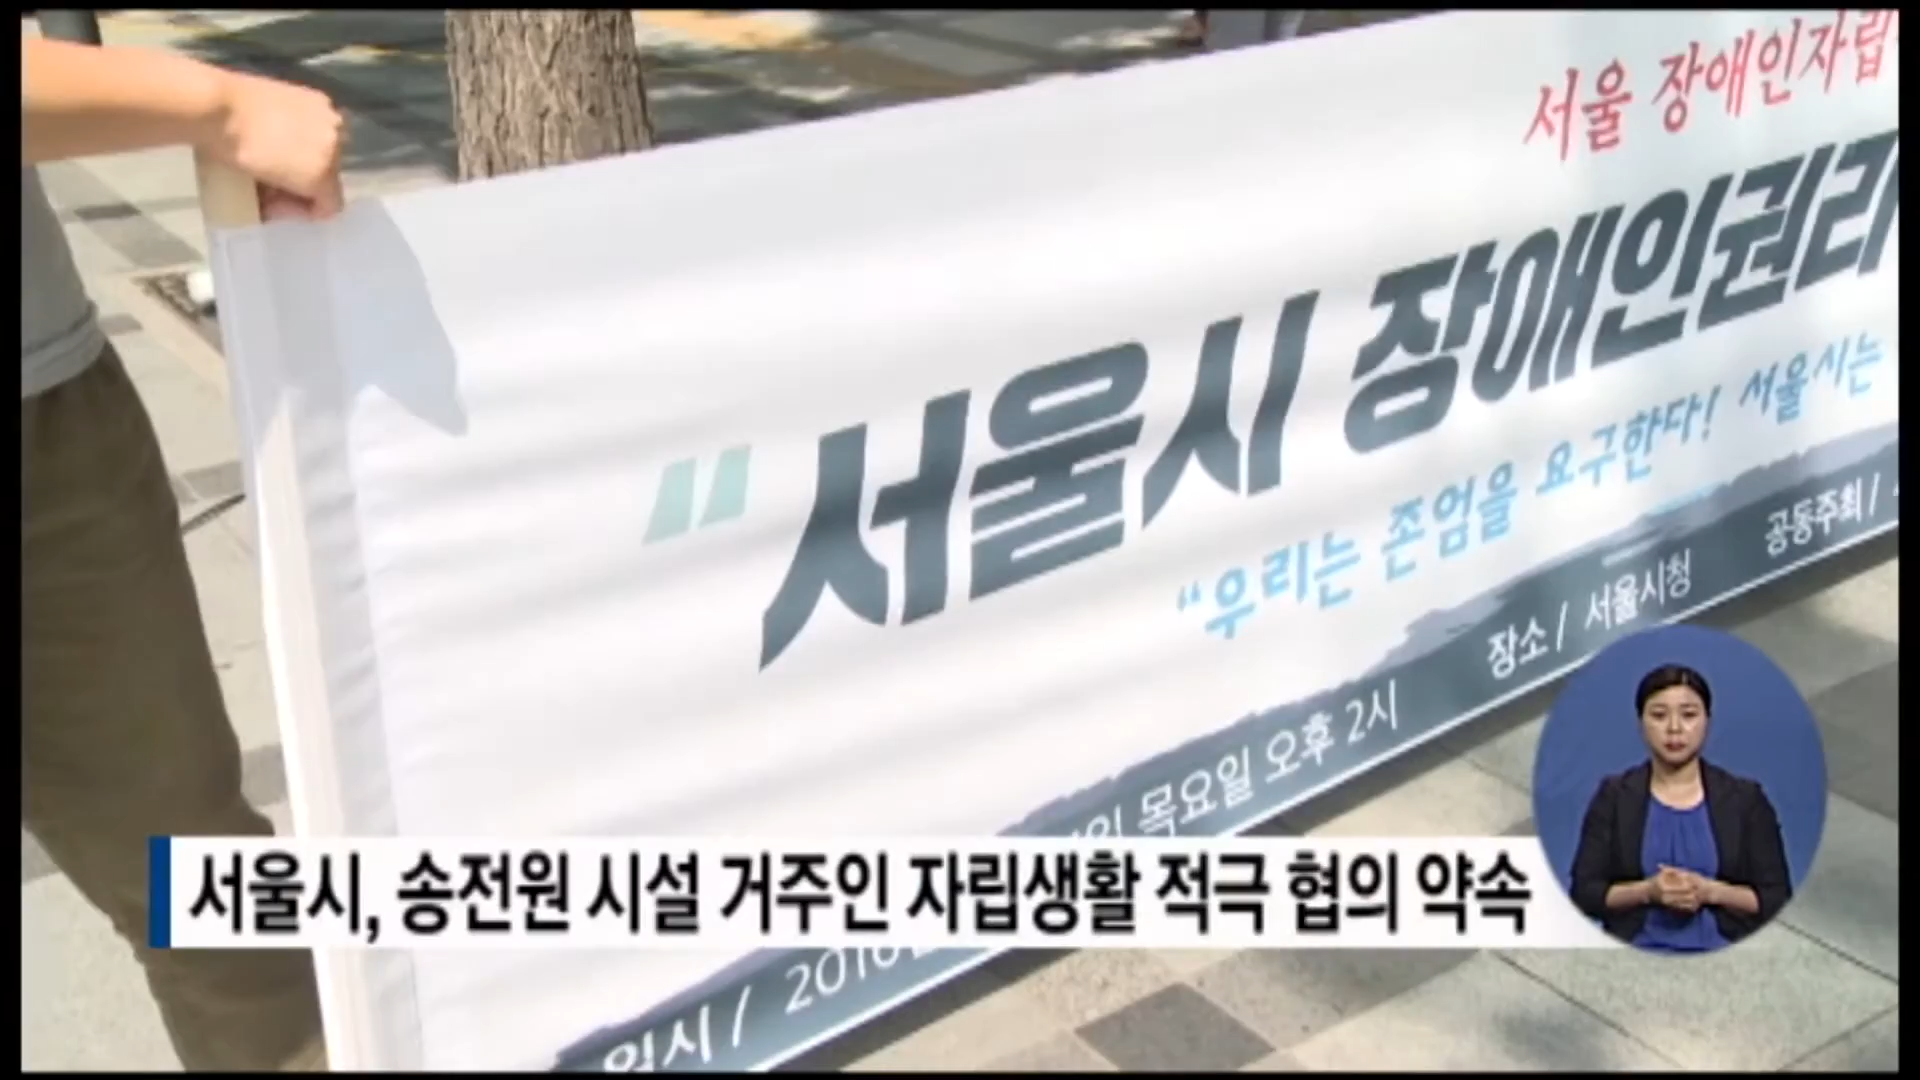 서울 장애인자립
"서울시 장애인권리
"우리는 존엄을 요구한다! 서울시는
일시 / 2016 목요일 오후 2시 장소 / 서울시청 공동주최 /
서울시, 송전원 시설 거주인 자립생활 적극 협의 약속